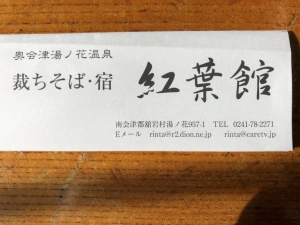 奥会津湯ノ花温泉
裁ちそば・宿 紅葉館
南会津郡舘岩村湯ノ花957-1 TEL 0241-78-2271
Eメール rinta@r2.dion.ne.jp rinta@caretv.jp